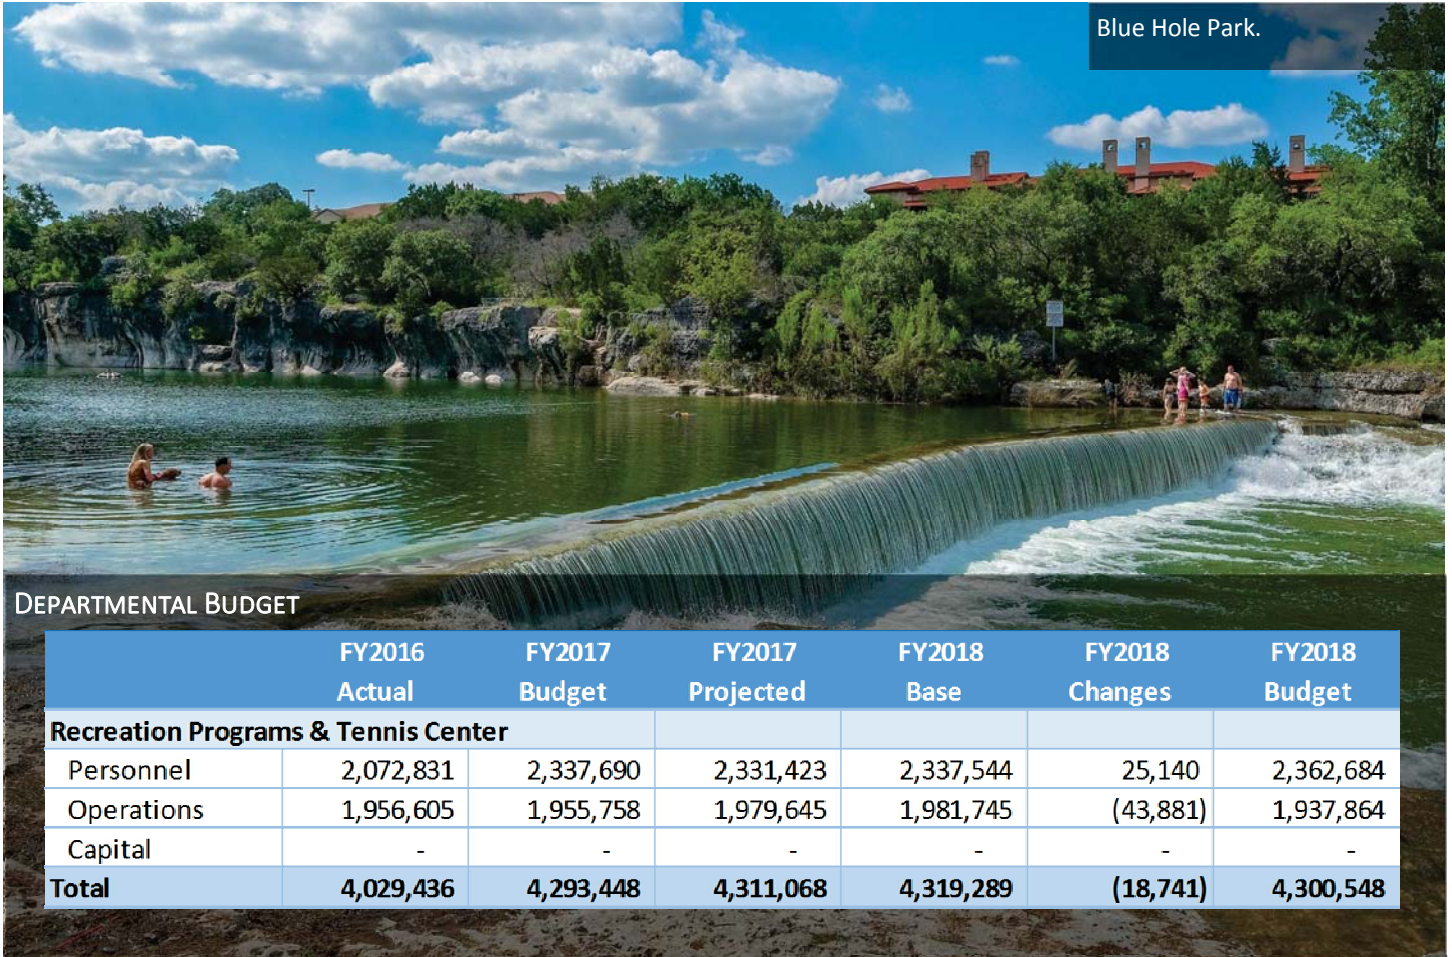 Blue Hole Park.
DEPARTMENTAL BUDGET
FY2016 FY2017 FY2017 FY2018 FY2018 FY2018
Actual Budget Projected Base Changes Budget
Recreation Programs & Tennis Center
Personnel 2,072,831 2,337,690 2,331,423 2,337,544 25,140 2,362,684
Operations 1,956,605 1,955,758 1,979,645 1,981,745 (43,881) 1,937,864
Capital - - - - - -
Total 4,029,436 4,293,448 4,311,068 4,319,289 (18,741) 4,300,548